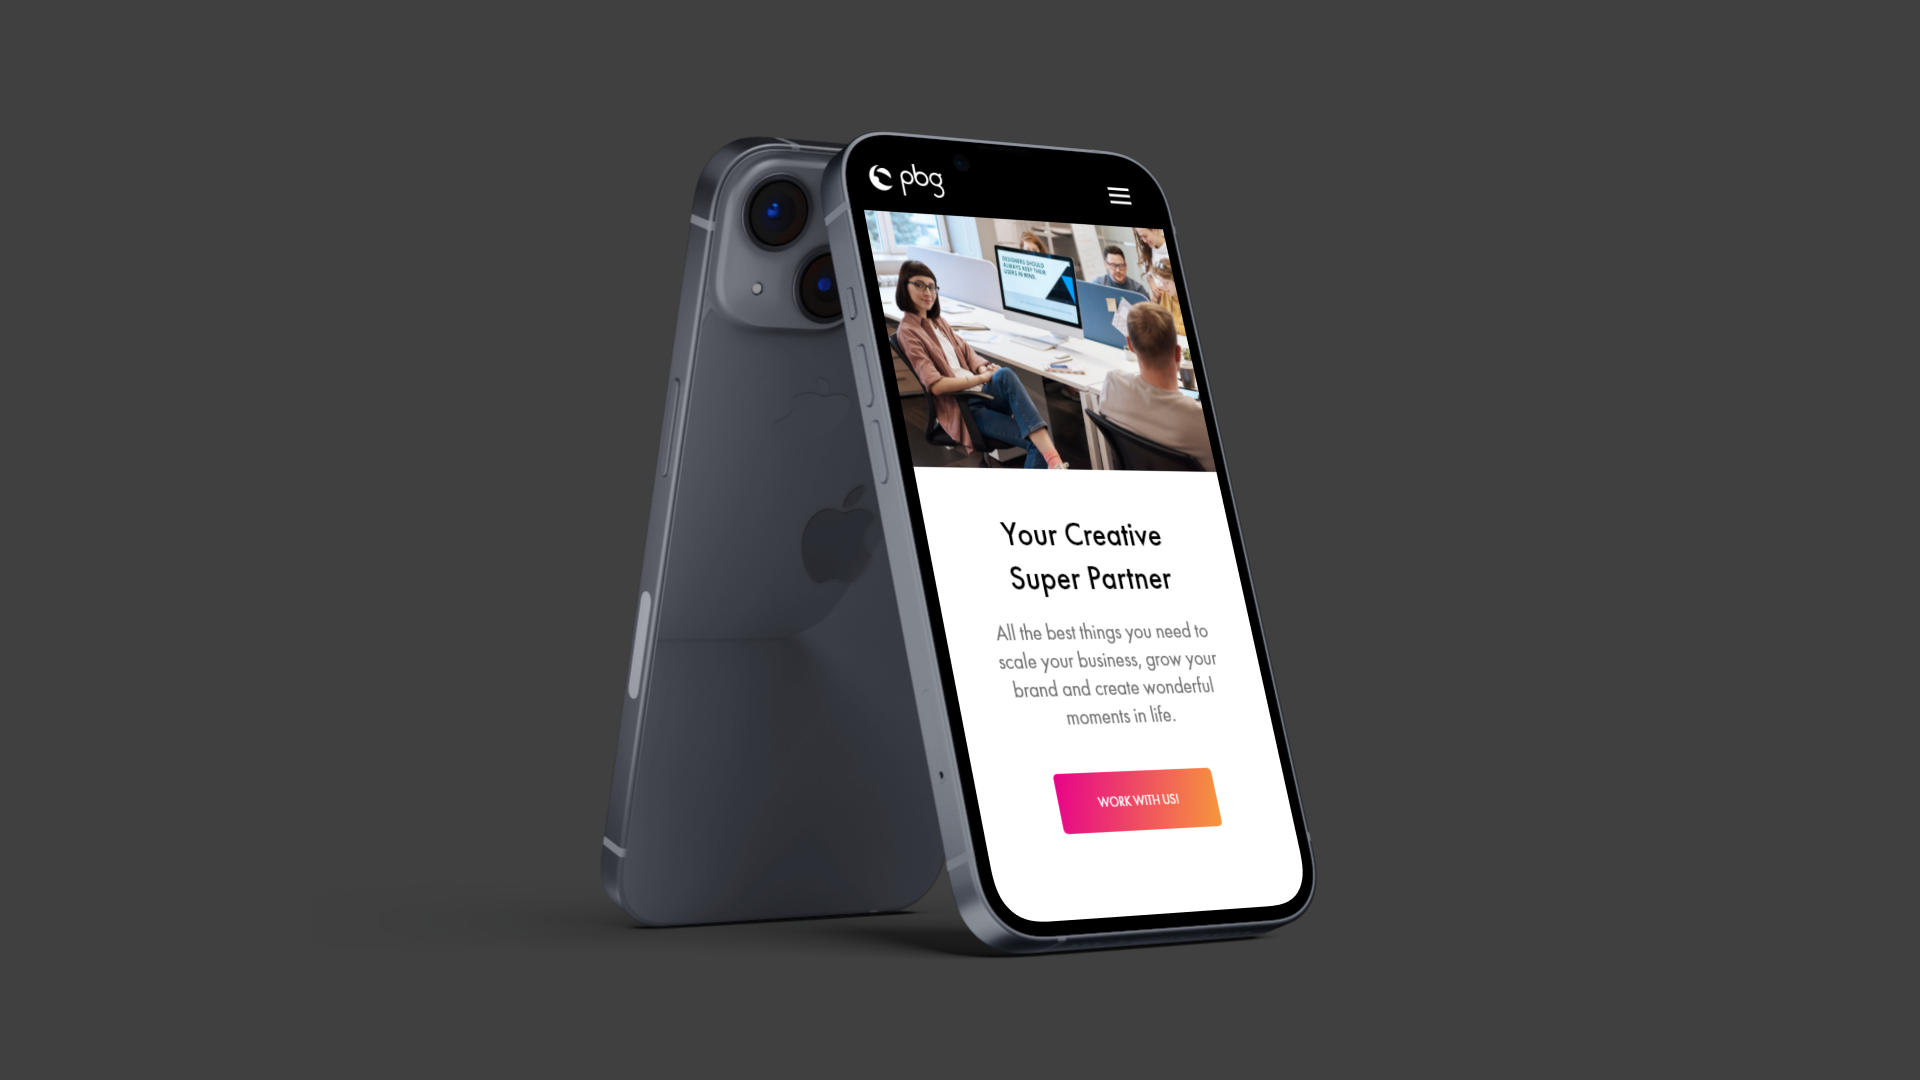 pbg
DESIGNERS SHOULD
ALWAYS KEEP THEIR
USERS IN MIND.
Your Creative
Super Partner
All the best things you need to
scale your business, grow your
brand and create wonderful
moments in life.
WORK WITH US!